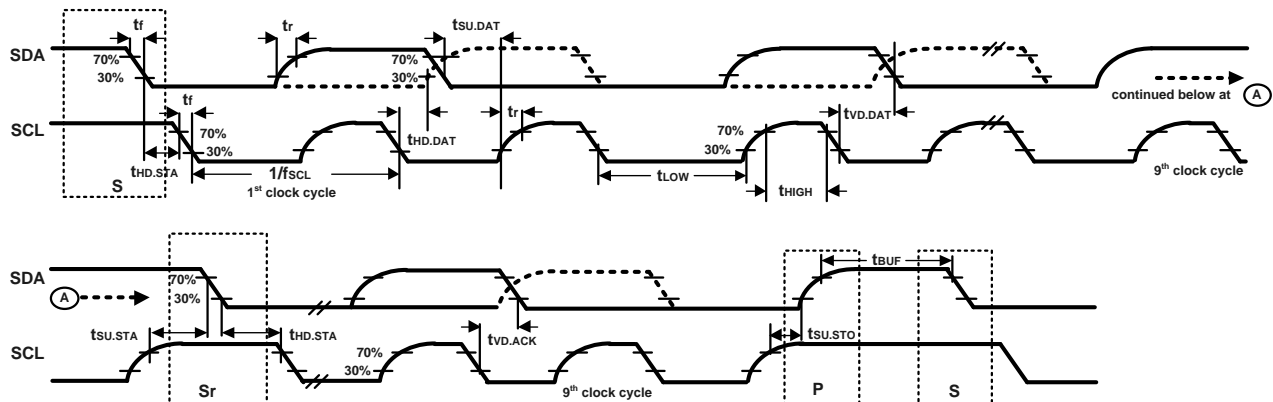 tf tr tSU.DAT
SDA 70% 30% 70% 30%
continued below at A
tf tr tVD.DAT
SCL 70% 30% tHD.DAT 70% 30%
tHD.STA 1/fSCL tLOW tHIGH 9th clock cycle
S 1st clock cycle
tBUF
SDA 70% 30%
A
tSU.STA tHD.STA tVD.ACK tSU.STO
SCL 70% 30%
Sr 9th clock cycle P S